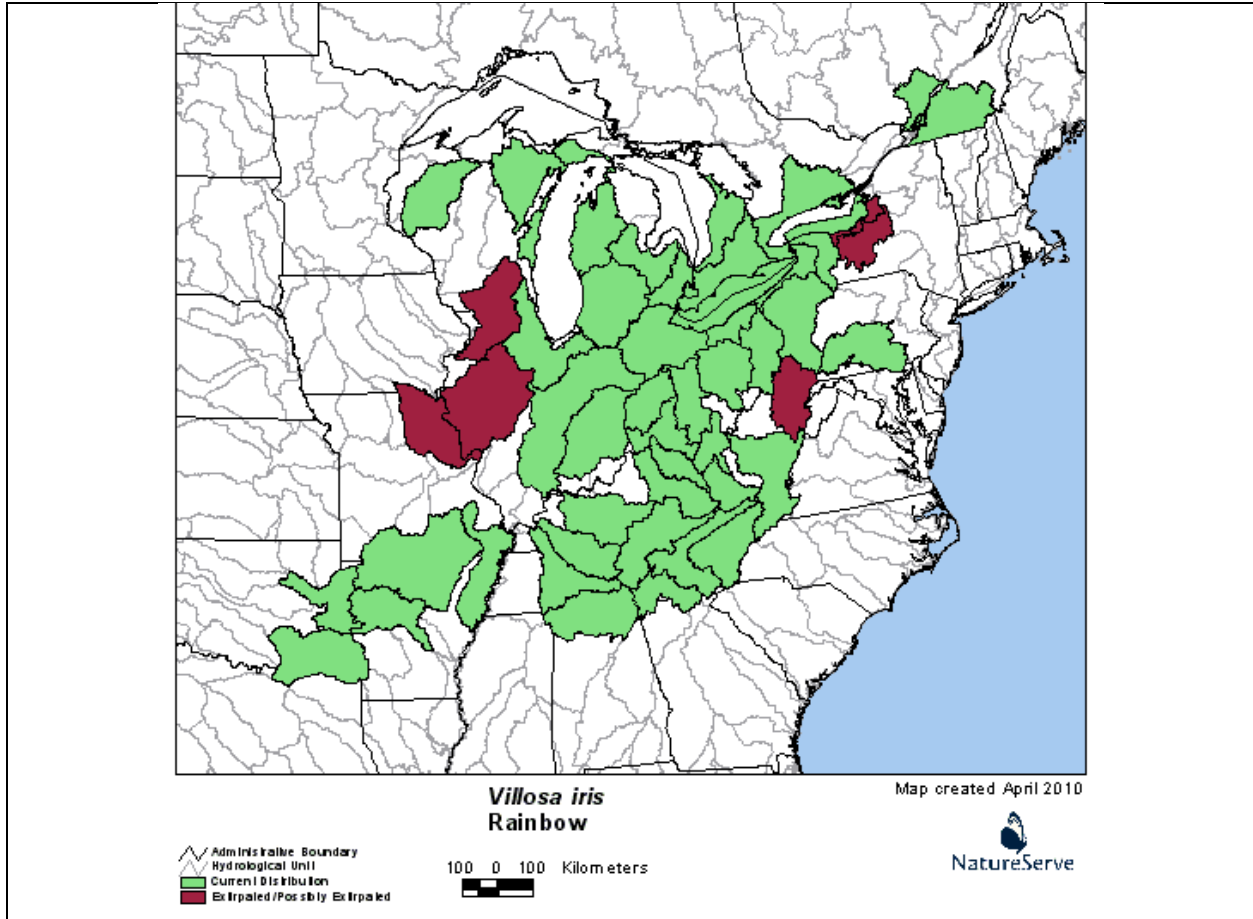 Villosa iris
Rainbow
Map created April 2010
Administrative Boundary
Hydrological Unit
Current Distribution
Extirpated/Possibly Extirpated
100 0 100 Kilometers
NatureServe